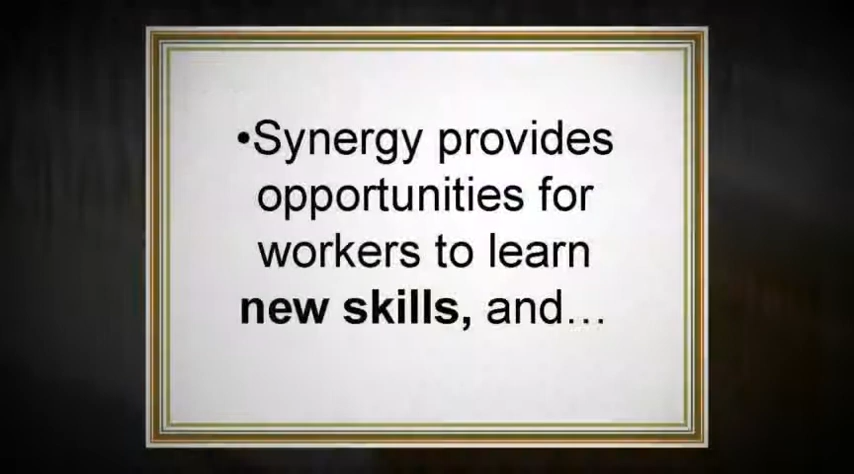 •Synergy provides
opportunities for
workers to learn
new skills, and…